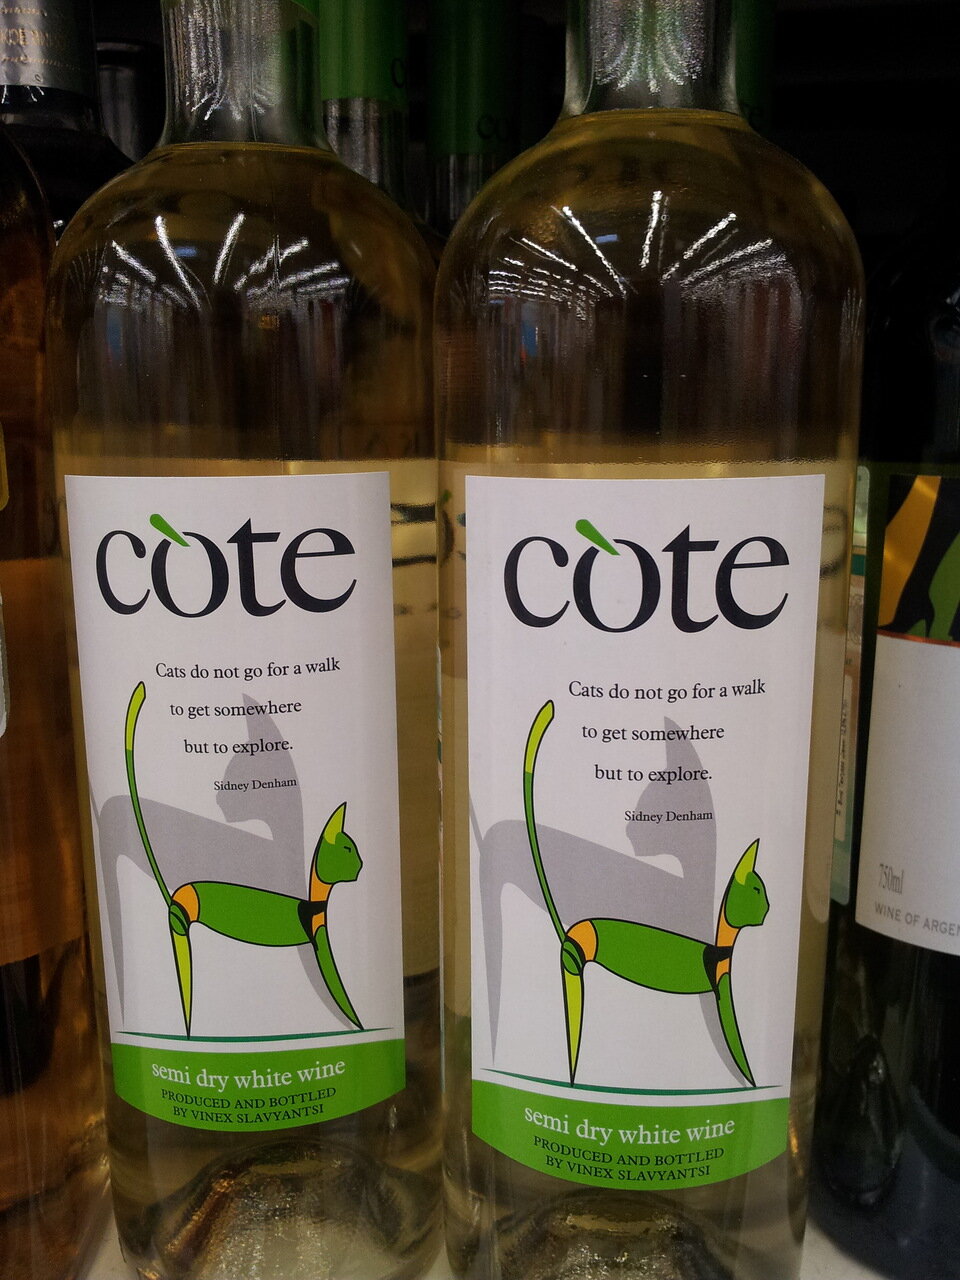 còte
Cats do not go for a walk
to get somewhere
but to explore.
Sidney Denham
semi dry white wine
PRODUCED AND BOTTLED
BY VINEX SLAVYANTSI
còte
Cats do not go for a walk
to get somewhere
but to explore.
Sidney Denham
semi dry white wine
PRODUCED AND BOTTLED
BY VINEX SLAVYANTSI
750ml
WINE OF ARGEN